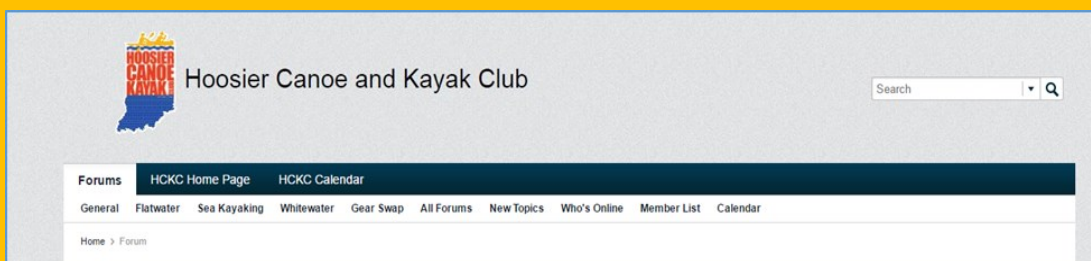 HOOSIER
CANOE
KAYAK
Hoosier Canoe and Kayak Club
Search
Forums HCKC Home Page HCKC Calendar
General Flatwater Sea Kayaking Whitewater Gear Swap All Forums New Topics Who's Online Member List Calendar
Home > Forum